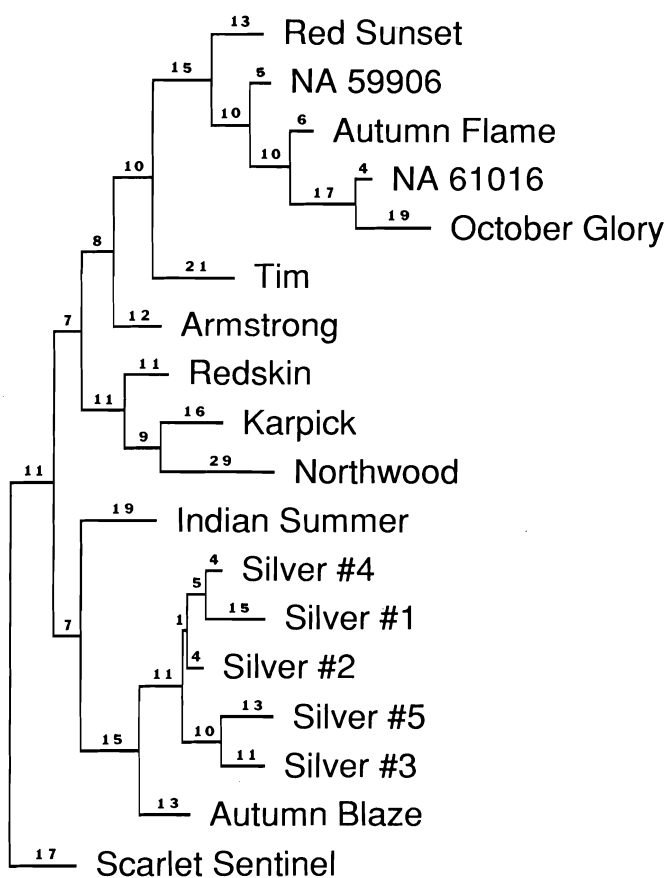 13 Red Sunset
15
5 NA 59906
10
6 Autumn Flame
10
10
4 NA 61016
17
19 October Glory
8
21 Tim
7
12 Armstrong
11 Redskin
11
16 Karpick
9
29 Northwood
11
19 Indian Summer
4 Silver #4
5
15 Silver #1
1
7
4 Silver #2
11
13 Silver #5
10
15
11 Silver #3
13 Autumn Blaze
17 Scarlet Sentinel